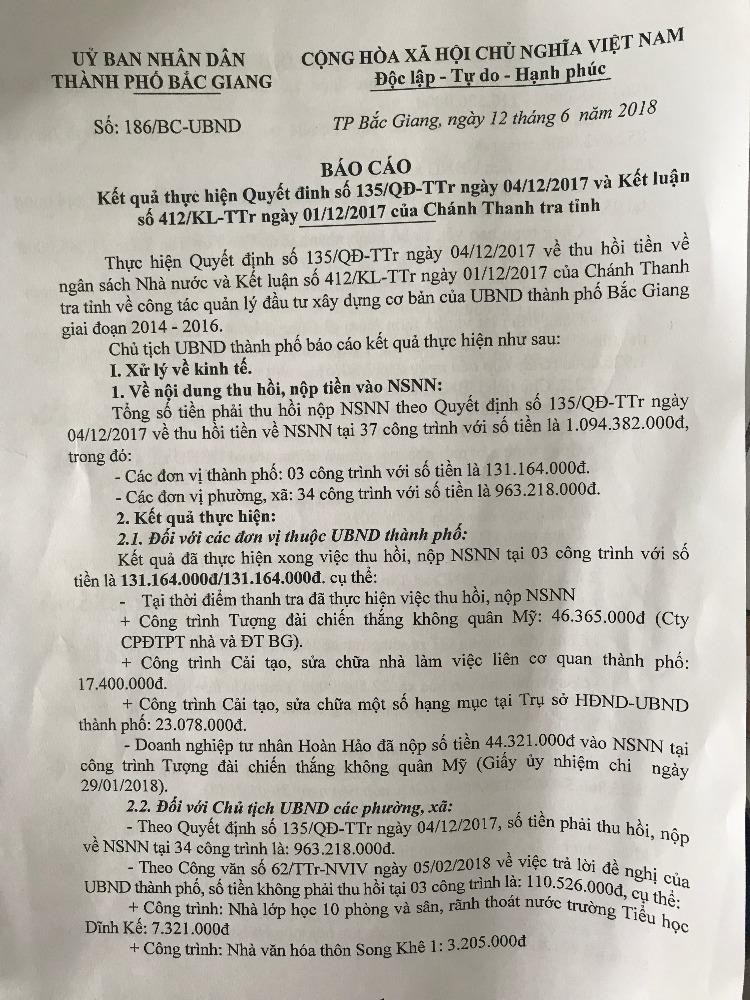 UỶ BAN NHÂN DÂN
THÀNH PHỐ BẮC GIANG
CỘNG HÒA XÃ HỘI CHỦ NGHĨA VIỆT NAM
Độc lập - Tự do - Hạnh phúc
Số: 186/BC-UBND
TP Bắc Giang, ngày 12 tháng 6 năm 2018
BÁO CÁO
Kết quả thực hiện Quyết đinh số 135/QĐ-TTr ngày 04/12/2017 và Kết luận
số 412/KL-TTr ngày 01/12/2017 của Chánh Thanh tra tỉnh
Thực hiện Quyết định số 135/QĐ-TTr ngày 04/12/2017 về thu hồi tiền về
ngân sách Nhà nước và Kết luận số 412/KL-TTr ngày 01/12/2017 của Chánh Thanh
tra tỉnh về công tác quản lý đầu tư xây dựng cơ bản của UBND thành phố Bắc Giang
giai đoạn 2014 - 2016.
Chủ tịch UBND thành phố báo cáo kết quả thực hiện như sau:
I. Xử lý về kinh tế.
1. Về nội dung thu hồi, nộp tiền vào NSNN:
Tổng số tiền phải thu hồi nộp NSNN theo Quyết định số 135/QĐ-TTr ngày
04/12/2017 về thu hồi tiền về NSNN tại 37 công trình với số tiền là 1.094.382.000đ,
trong đó:
- Các đơn vị thành phố: 03 công trình với số tiền là 131.164.000đ.
- Các đơn vị phường, xã: 34 công trình với số tiền là 963.218.000đ.
2. Kết quả thực hiện:
2.1. Đối với các đơn vị thuộc UBND thành phố:
Kết quả đã thực hiện xong việc thu hồi, nộp NSNN tại 03 công trình với số
tiền là 131.164.000đ/131.164.000đ. cụ thể:
- Tại thời điểm thanh tra đã thực hiện việc thu hồi, nộp NSNN
+ Công trình Tượng đài chiến thắng không quân Mỹ: 46.365.000đ (Cty
CPĐTPT nhà và ĐT BG).
+ Công trình Cải tạo, sửa chữa nhà làm việc liên cơ quan thành phố:
17.400.000đ.
+ Công trình Cải tạo, sửa chữa một số hạng mục tại Trụ sở HĐND-UBND
thành phố: 23.078.000đ.
- Doanh nghiệp tư nhân Hoàn Hảo đã nộp số tiền 44.321.000đ vào NSNN tại
công trình Tượng đài chiến thắng không quân Mỹ (Giấy ủy nhiệm chi ngày
29/01/2018).
2.2. Đối với Chủ tịch UBND các phường, xã:
- Theo Quyết định số 135/QĐ-TTr ngày 04/12/2017, số tiền phải thu hồi, nộp
về NSNN tại 34 công trình là: 963.218.000đ.
- Theo Công văn số 62/TTr-NVIV ngày 05/02/2018 về việc trả lời đề nghị của
UBND thành phố, số tiền không phải thu hồi tại 03 công trình là: 110.526.000đ, cụ thể:
+ Công trình: Nhà lớp học 10 phòng và sân, rãnh thoát nước trường Tiểu học
Dĩnh Kế: 7.321.000đ
+ Công trình: Nhà văn hóa thôn Song Khê 1: 3.205.000đ